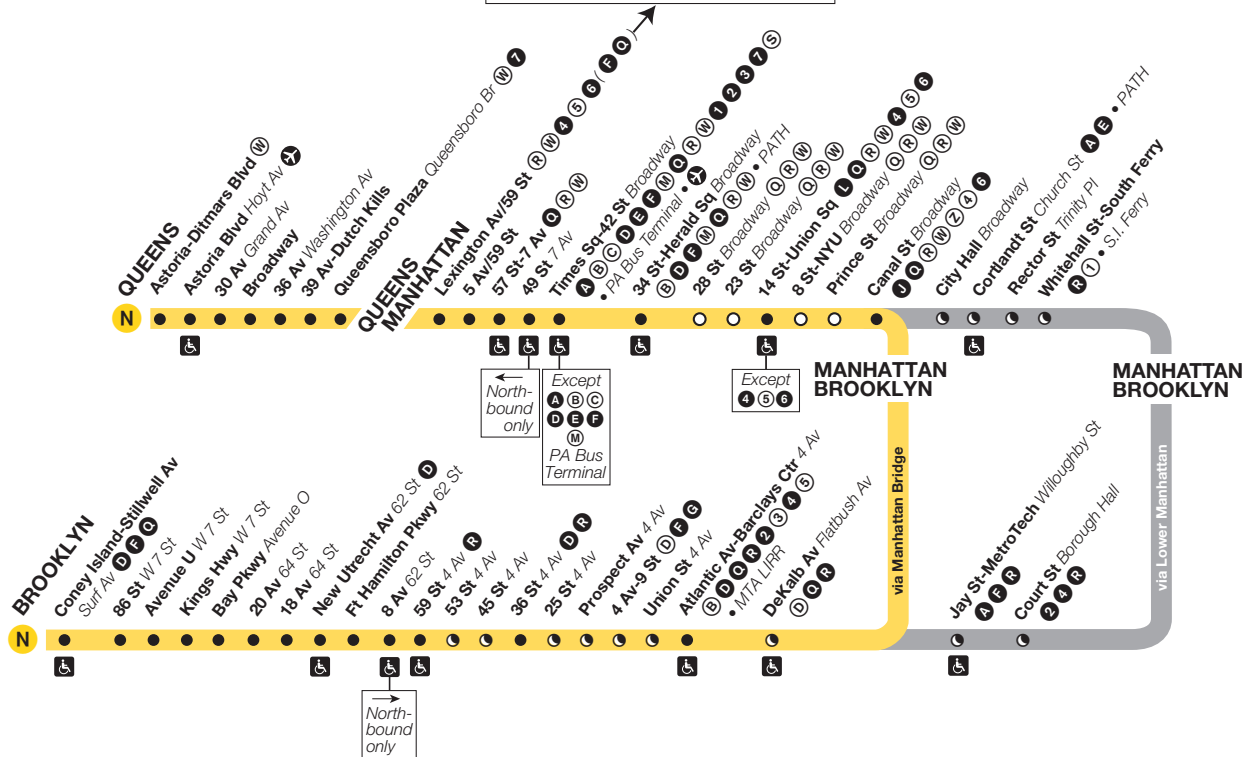 QUEENS
N
Astoria-Ditmars Blvd W
Astoria Blvd Hoyt Av
30 Av Grand Av
Broadway
36 Av Washington Av
39 Av-Dutch Kills
Queensboro Plaza Queensboro Br W 7
QUEENS
MANHATTAN
Lexington Av/59 St R W 4 5 6 (F Q)
5 Av/59 St
57 St-7 Av Q R W
49 St 7 Av
North-
bound
only
Times Sq-42 St Broadway
A B C D E F M Q R W 1 2 3 7 S
• PA Bus Terminal •
Except
A B C
D E F
M
PA Bus
Terminal
34 St-Herald Sq Broadway
B D F M Q R W • PATH
28 St Broadway Q R W
23 St Broadway Q R W
14 St-Union Sq L Q R W 4 5 6
Except
4 5 6
8 St-NYU Broadway Q R W
Prince St Broadway Q R W
Canal St Broadway
J Q R W Z 4 6
City Hall Broadway
Cortlandt St Church St A E • PATH
Rector St Trinity Pl
Whitehall St-South Ferry
R 1 • S.I. Ferry
MANHATTAN
BROOKLYN
MANHATTAN
BROOKLYN
via Manhattan Bridge
via Lower Manhattan
BROOKLYN
N
Coney Island-Stillwell Av
Surf Av D F Q
86 St W 7 St
Avenue U W 7 St
Kings Hwy W 7 St
Bay Pkwy Avenue O
20 Av 64 St
18 Av 64 St
New Utrecht Av 62 St D
Ft Hamilton Pkwy 62 St
8 Av 62 St
North-
bound
only
59 St 4 Av R
53 St 4 Av
45 St 4 Av
36 St 4 Av D R
25 St 4 Av
Prospect Av 4 Av
4 Av-9 St D F G
Union St 4 Av
Atlantic Av-Barclays Ctr 4 Av
B D Q R 2 3 4 5
• MTA LIRR
DeKalb Av Flatbush Av
D Q R
Jay St-MetroTech Willoughby St
A F R
Court St Borough Hall
2 4 R